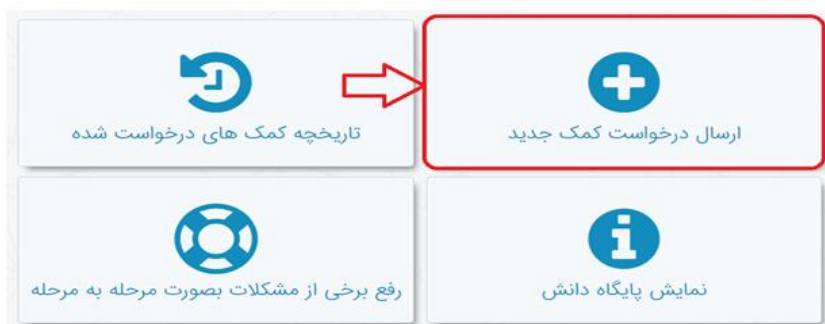 ارسال درخواست کمک جدید
تاریخچه کمک های درخواست شده
نمایش پایگاه دانش
رفع برخی از مشکلات بصورت مرحله به مرحله